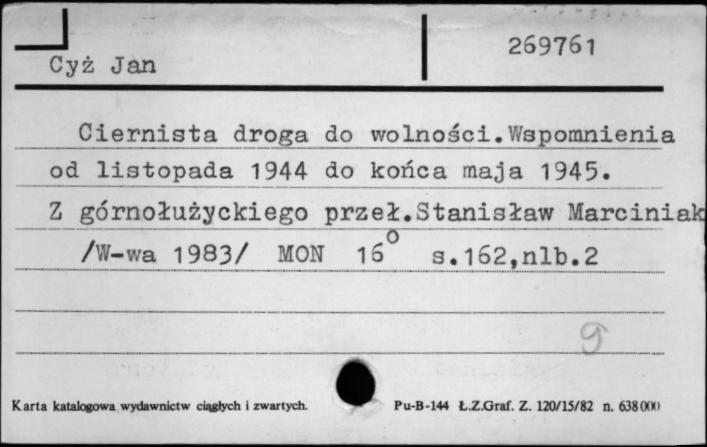 269761
Cyż Jan
Ciernista droga do wolności.Wspomnienia
od listopada 1944 do końca maja 1945.
Z górnołużyckiego przeł.Stanisław Marciniak
/W-wa 1983/ MON 16° s.162,nlb.2
Karta katalogowa wydawnictw ciągłych i zwartych. Pu-B-144 Ł.Z.Graf. Z. 120/15/82 n. 638000